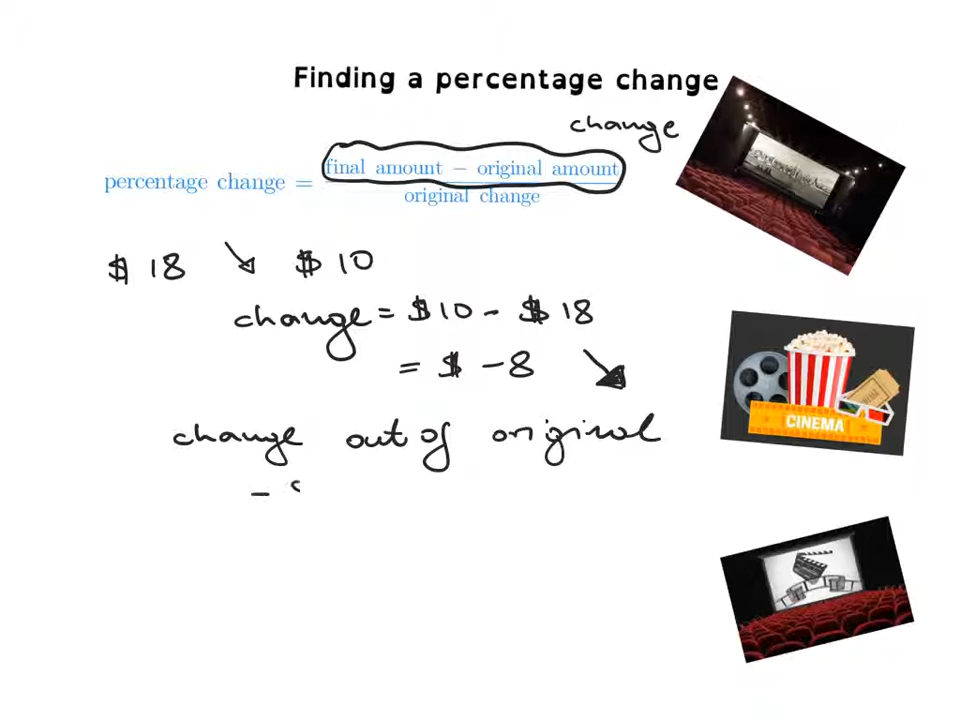 Finding a percentage change
change
percentage change = final amount − original amount
original change
$ 18 ↘ $ 10
change = $10 - $ 18
= $ -8 ↘
CINEMA
change out of original
-